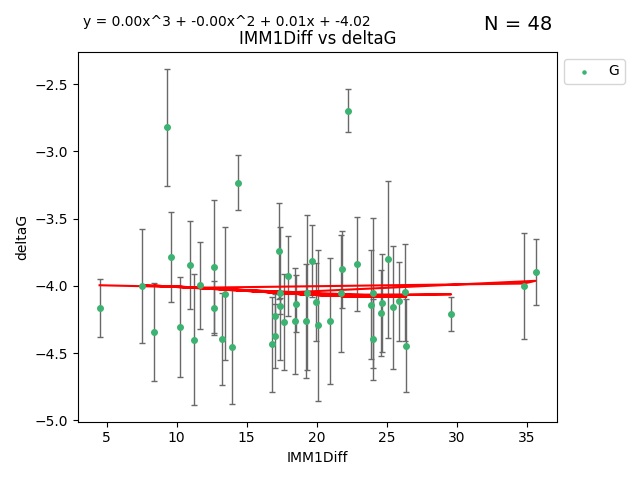 y = 0.00x^3 + -0.00x^2 + 0.01x + -4.02
N = 48
IMM1Diff vs deltaG
G
deltaG
−2.5
−3.0
−3.5
−4.0
−4.5
−5.0
5 10 15 20 25 30 35
IMM1Diff